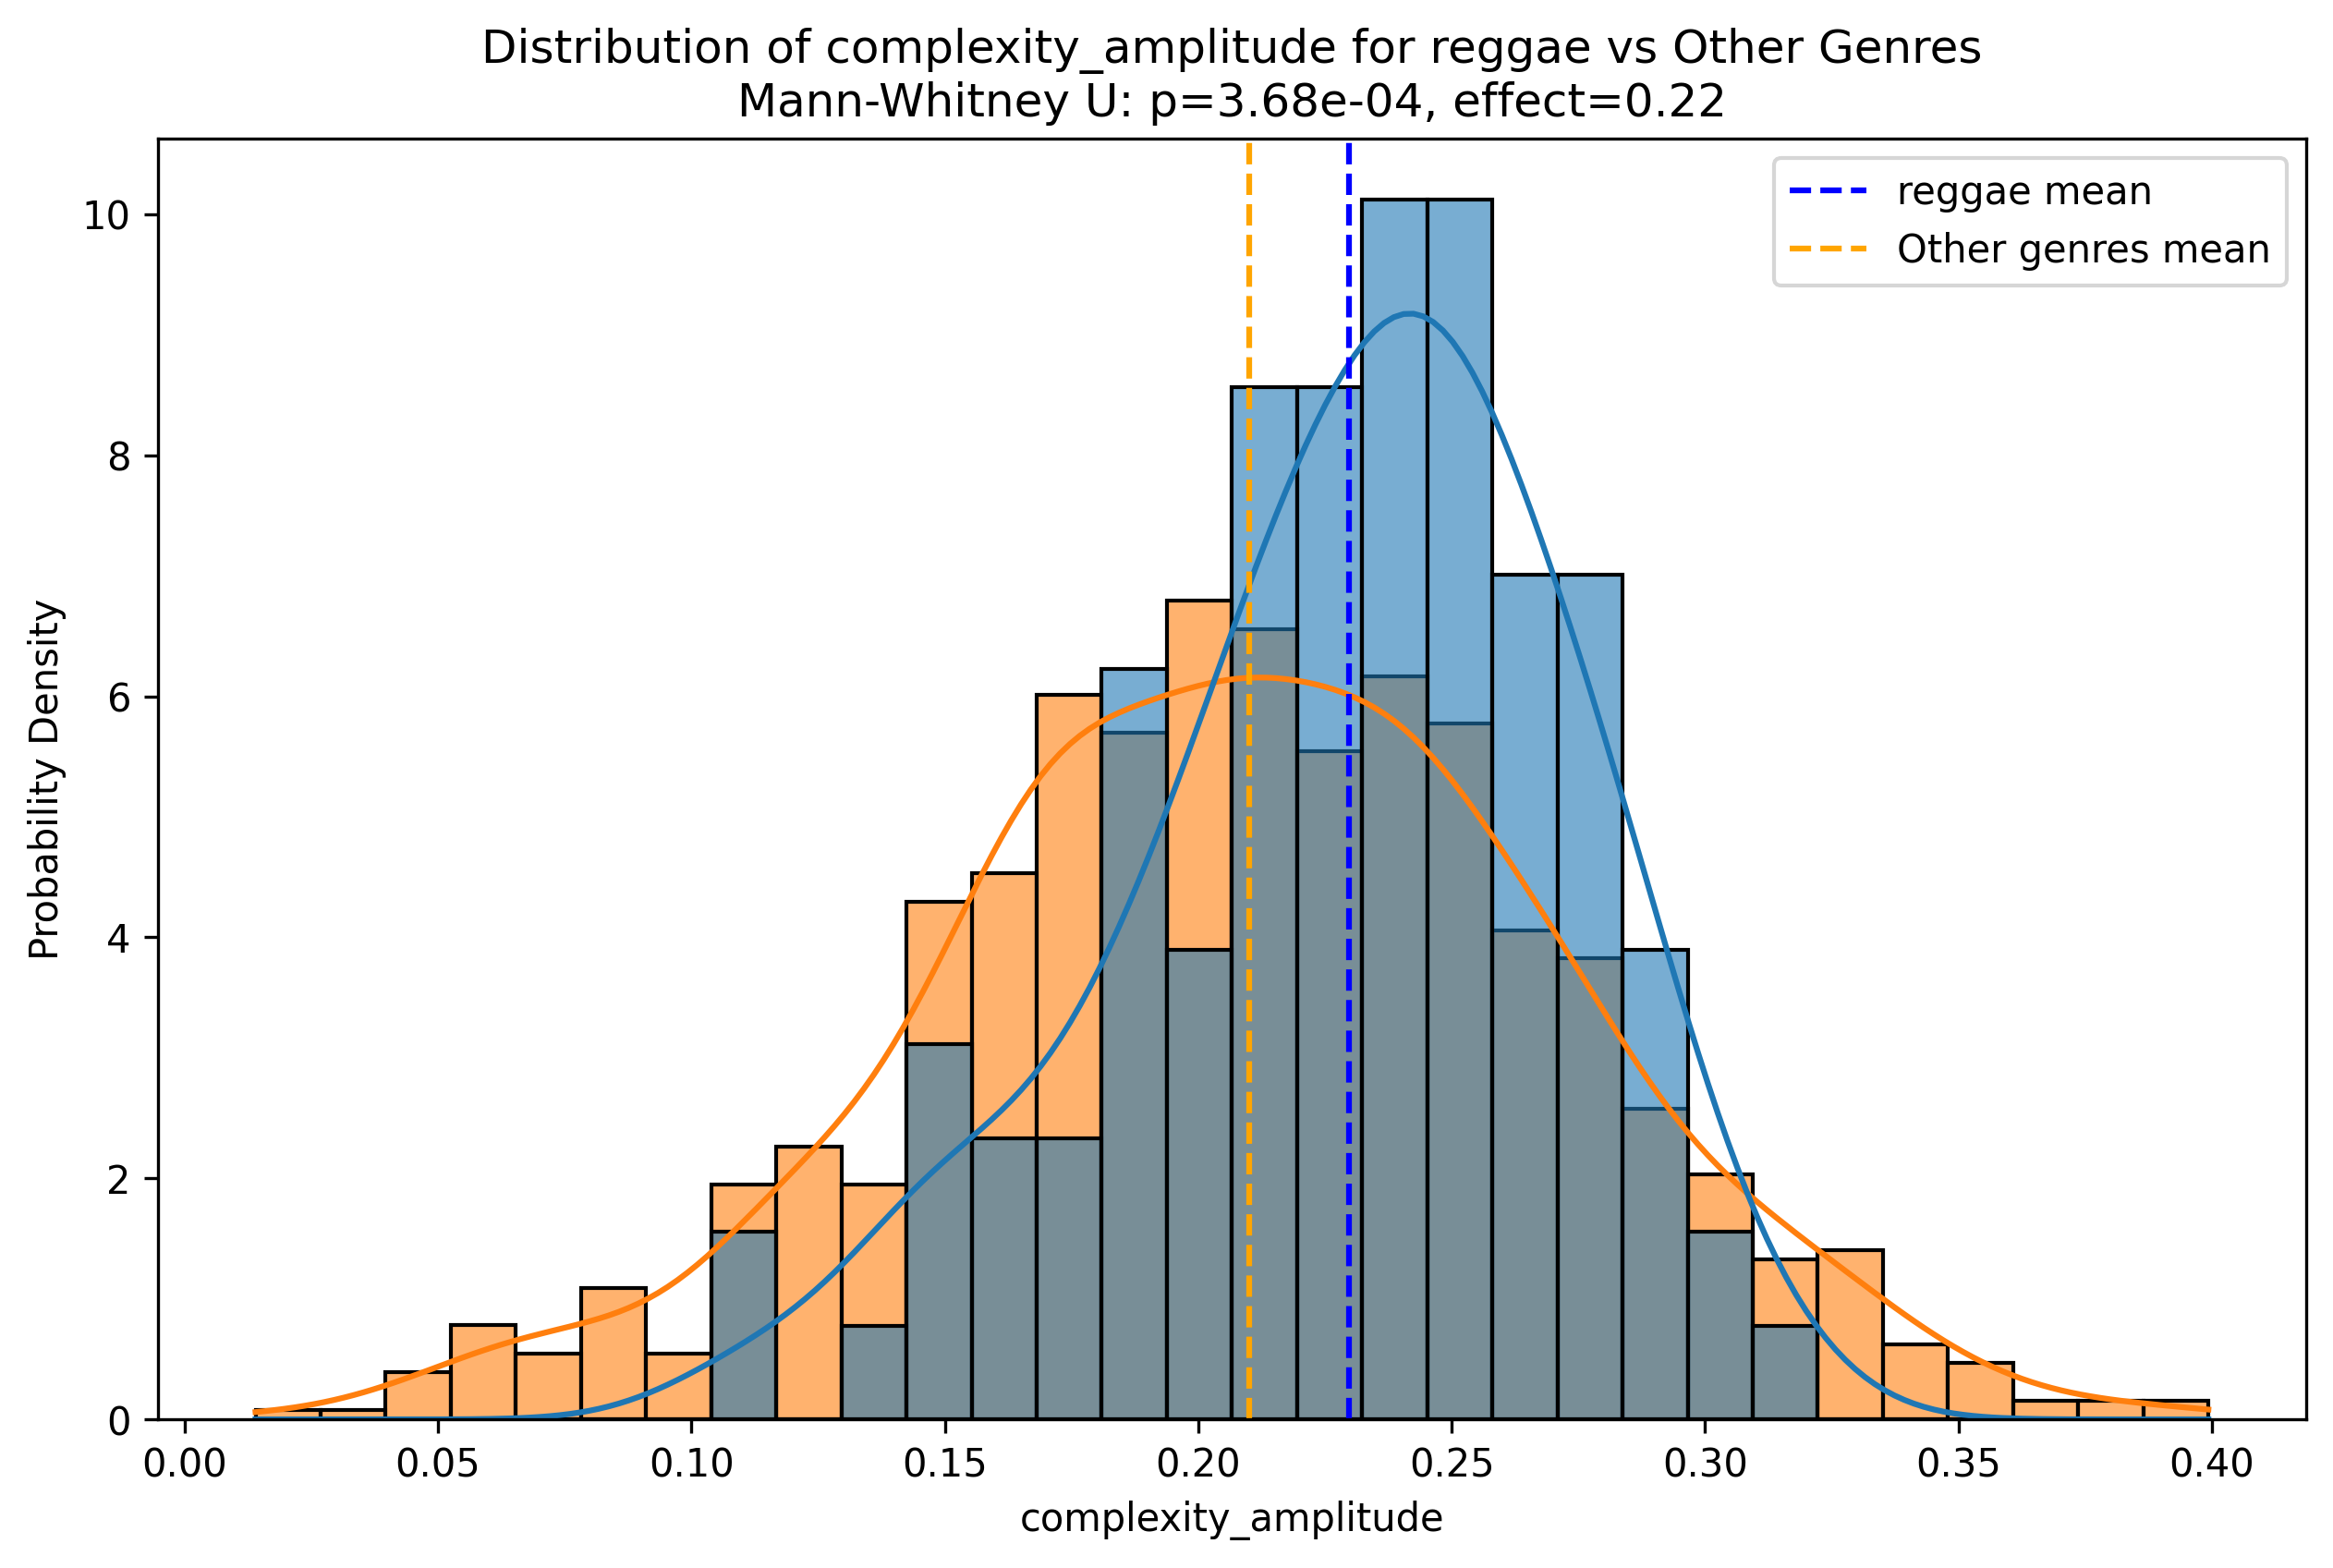 Distribution of complexity_amplitude for reggae vs Other Genres
Mann-Whitney U: p=3.68e-04, effect=0.22
reggae mean
Other genres mean
Probability Density
10
8
6
4
2
0
0.00 0.05 0.10 0.15 0.20 0.25 0.30 0.35 0.40
complexity_amplitude